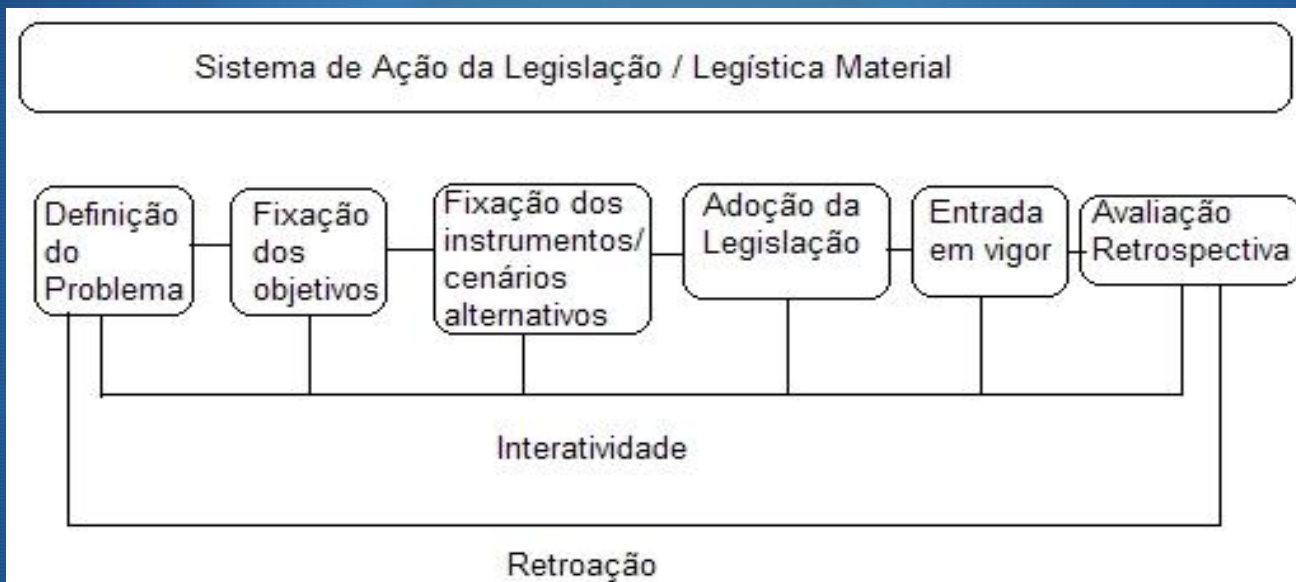 Sistema de Ação da Legislação / Legística Material
Definição
do
Problema
Fixação
dos
objetivos
Fixação dos
instrumentos/
cenários
alternativos
Adoção da
Legislação
Entrada
em vigor
Avaliação
Retrospectiva
Interatividade
Retroação